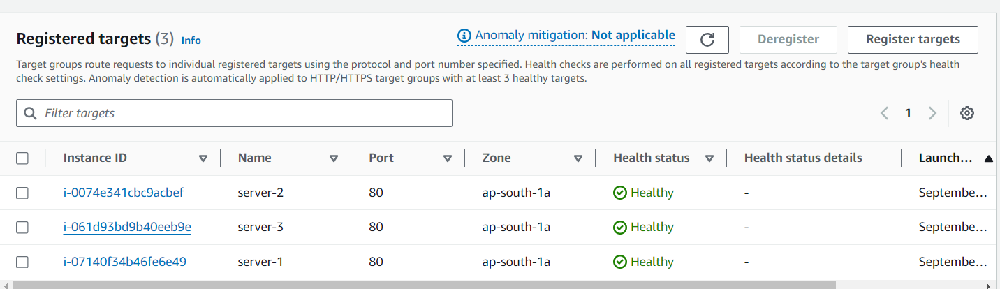 Registered targets (3) Info Anomaly mitigation: Not applicable Deregister Register targets
Target groups route requests to individual registered targets using the protocol and port number specified. Health checks are performed on all registered targets according to the target group's health
check settings. Anomaly detection is automatically applied to HTTP/HTTPS target groups with at least 3 healthy targets.
Filter targets 1
Instance ID Name Port Zone Health status Health status details Launch...
i-0074e341cbc9acbef server-2 80 ap-south-1a Healthy - Septembe...
i-061d93bd9b40eeb9e server-3 80 ap-south-1a Healthy - Septembe...
i-07140f34b46fe6e49 server-1 80 ap-south-1a Healthy - Septembe...